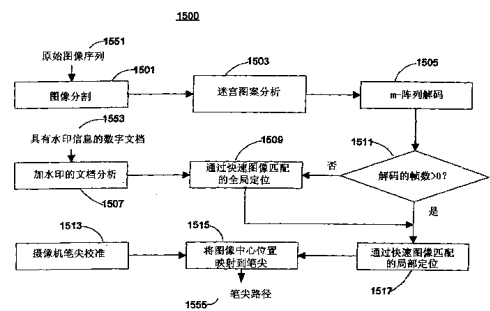 1500
1551
原始图像序列
1501
图像分割
1503
迷宫图案分析
1505
m-阵列解码
1553
具有水印信息的数字文档
加水印的文档分析
1507
1509
通过快速图像匹配
的全局定位
否
1511
解码的帧数>0?
是
1513
摄像机笔尖校准
1515
将图像中心位置
映射到笔尖
通过快速图像匹配
的局部定位
1517
笔尖路径
1555